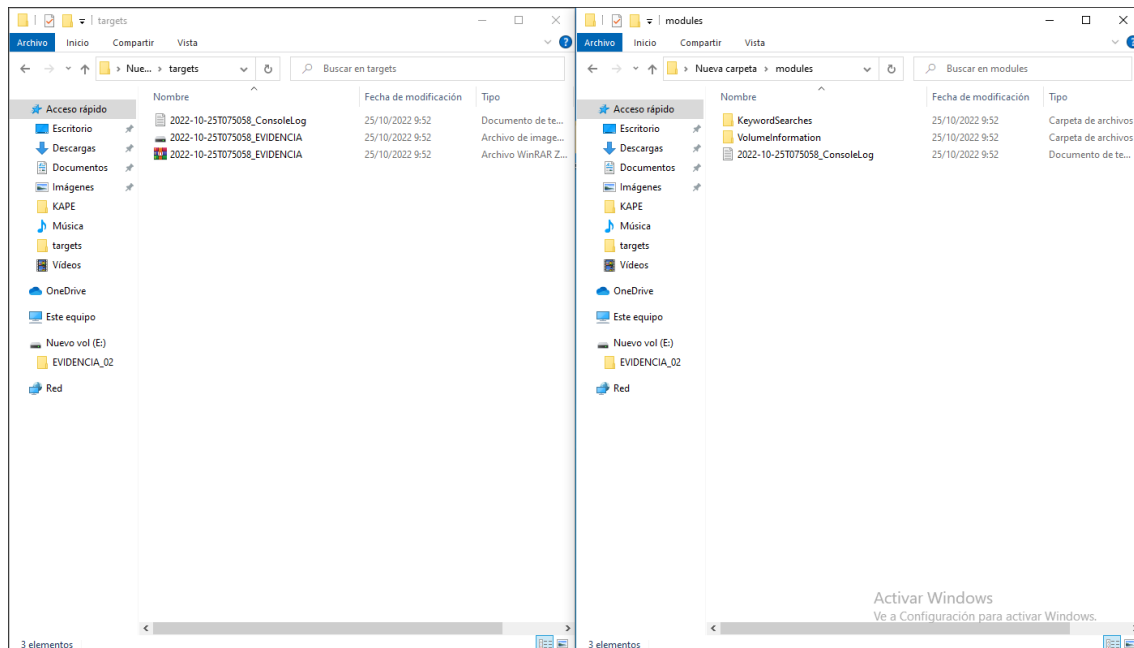 targets
Archivo Inicio Compartir Vista
Nue... > targets
Buscar en targets
Nombre Fecha de modificación Tipo
Acceso rápido
Escritorio
Descargas
Documentos
Imágenes
KAPE
Música
targets
Vídeos
OneDrive
Este equipo
Nuevo vol (E:)
EVIDENCIA_02
Red
2022-10-25T075058_ConsoleLog 25/10/2022 9:52 Documento de te...
2022-10-25T075058_EVIDENCIA 25/10/2022 9:52 Archivo de image...
2022-10-25T075058_EVIDENCIA 25/10/2022 9:52 Archivo WinRAR Z...
3 elementos
modules
Archivo Inicio Compartir Vista
Nueva carpeta > modules
Buscar en modules
Nombre Fecha de modificación Tipo
Acceso rápido
Escritorio
Descargas
Documentos
Imágenes
KAPE
Música
targets
Vídeos
OneDrive
Este equipo
Nuevo vol (E:)
EVIDENCIA_02
Red
KeywordSearches 25/10/2022 9:52 Carpeta de archivos
VolumeInformation 25/10/2022 9:52 Carpeta de archivos
2022-10-25T075058_ConsoleLog 25/10/2022 9:52 Documento de te...
Activar Windows
Ve a Configuración para activar Windows.
3 elementos